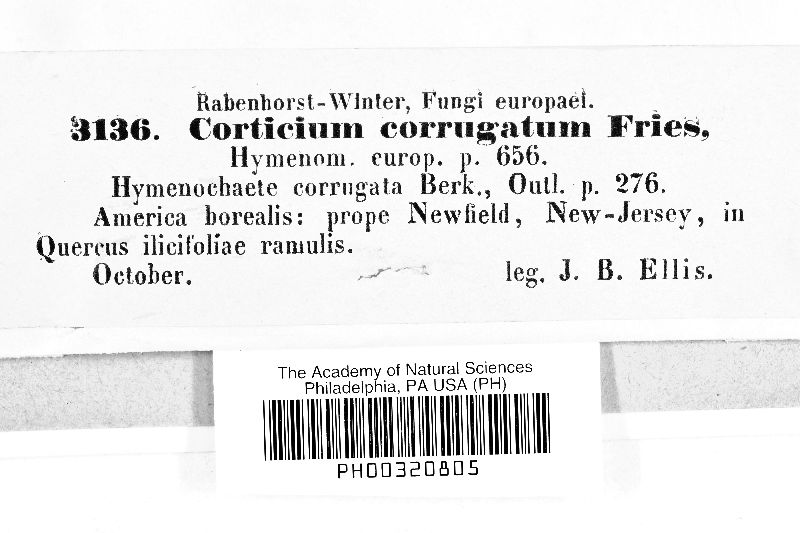 Rabenhorst-Winter, Fungi europaei.
3136. Corticium corrugatum Fries,
Hymenom. europ. p. 656.
Hymenochaete corrugata Berk., Outl. p. 276.
America borealis: prope Newfield, New-Jersey, in
Quercus ilicifoliae ramulis.
October. leg. J. B. Ellis.
The Academy of Natural Sciences
Philadelphia, PA USA (PH)
PH00320805